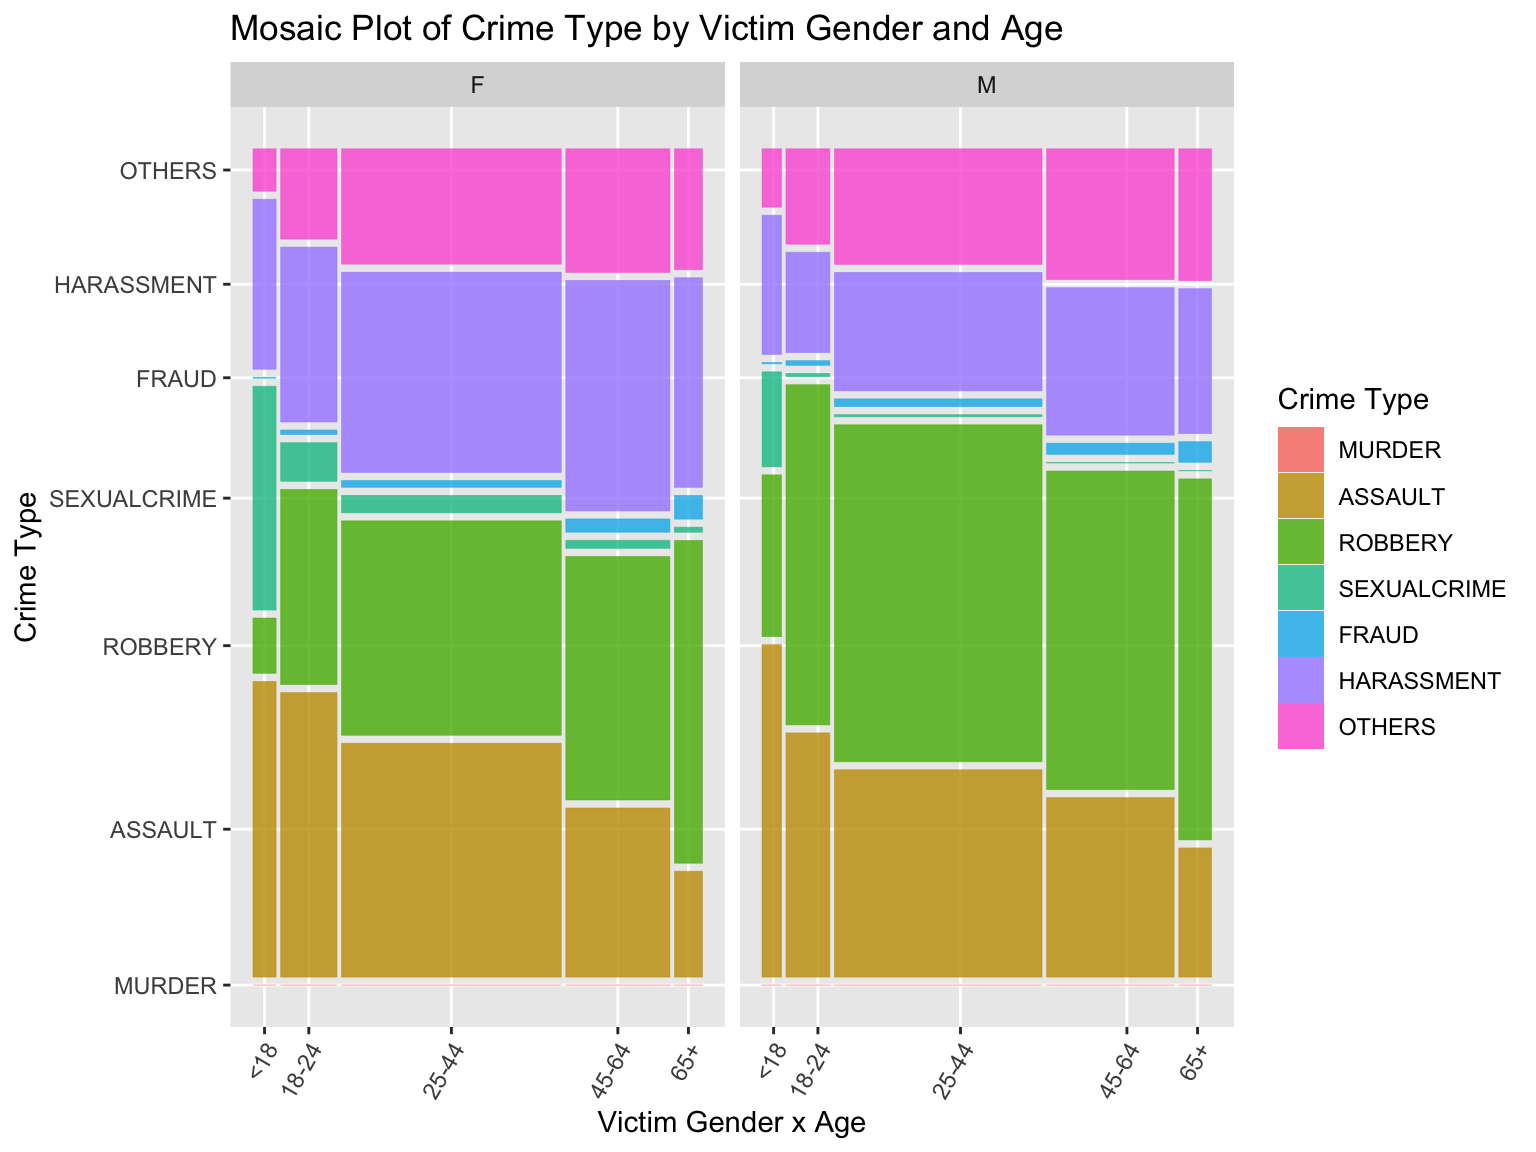 Mosaic Plot of Crime Type by Victim Gender and Age
F
M
OTHERS
HARASSMENT
FRAUD
SEXUALCRIME
ROBBERY
ASSAULT
MURDER
Crime Type
<18
18-24
25-44
45-64
65+
<18
18-24
25-44
45-64
65+
Victim Gender x Age
Crime Type
MURDER
ASSAULT
ROBBERY
SEXUALCRIME
FRAUD
HARASSMENT
OTHERS